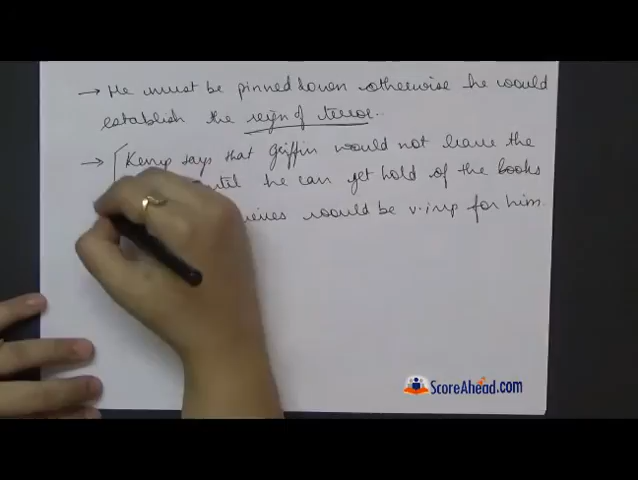 → He must be pinned down otherwise he would
establish the reign of terror..
→ Kemp says that Griffin would not leave the
until he can get hold of the books
would be v.imp for him.
ScoreAhead.com